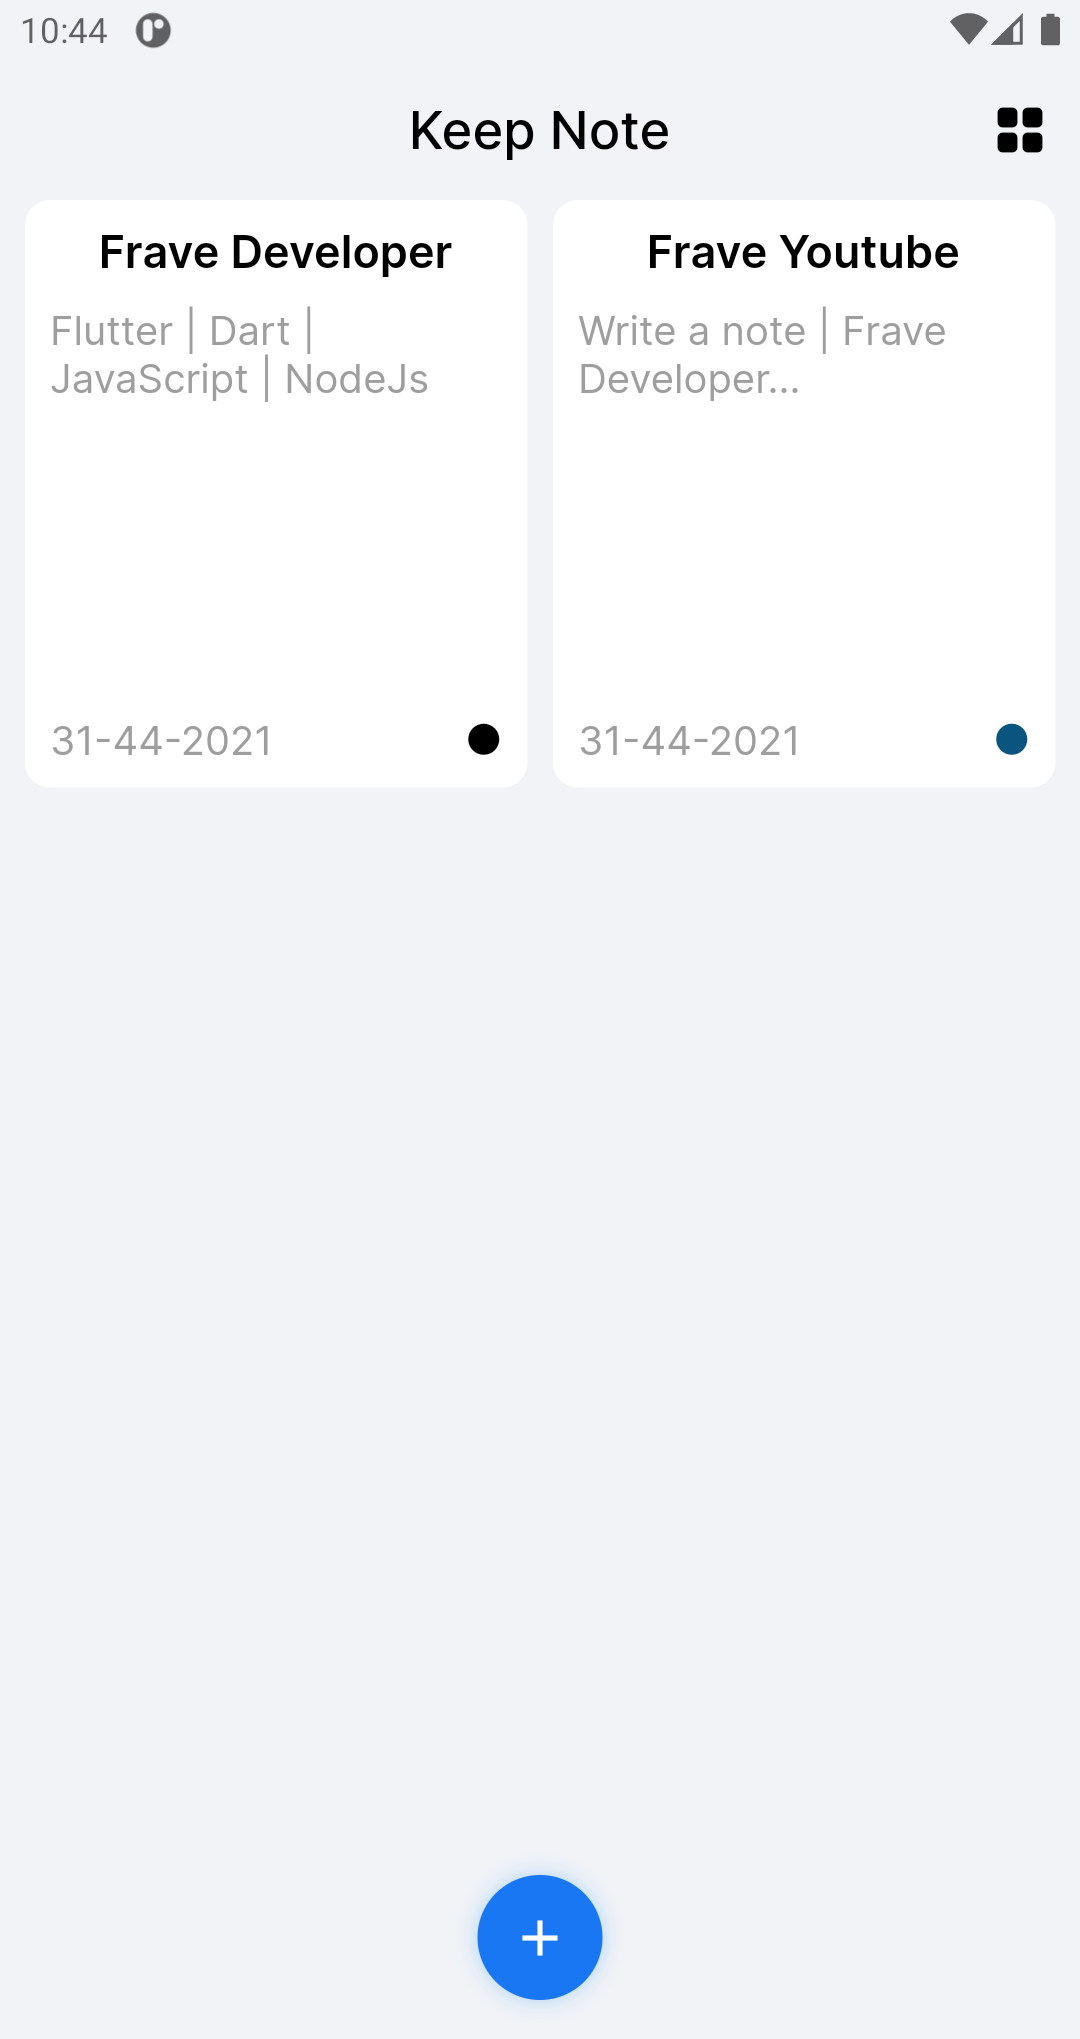 10:44
Keep Note
Frave Developer
Flutter | Dart |
JavaScript | NodeJs
31-44-2021
Frave Youtube
Write a note | Frave
Developer...
31-44-2021